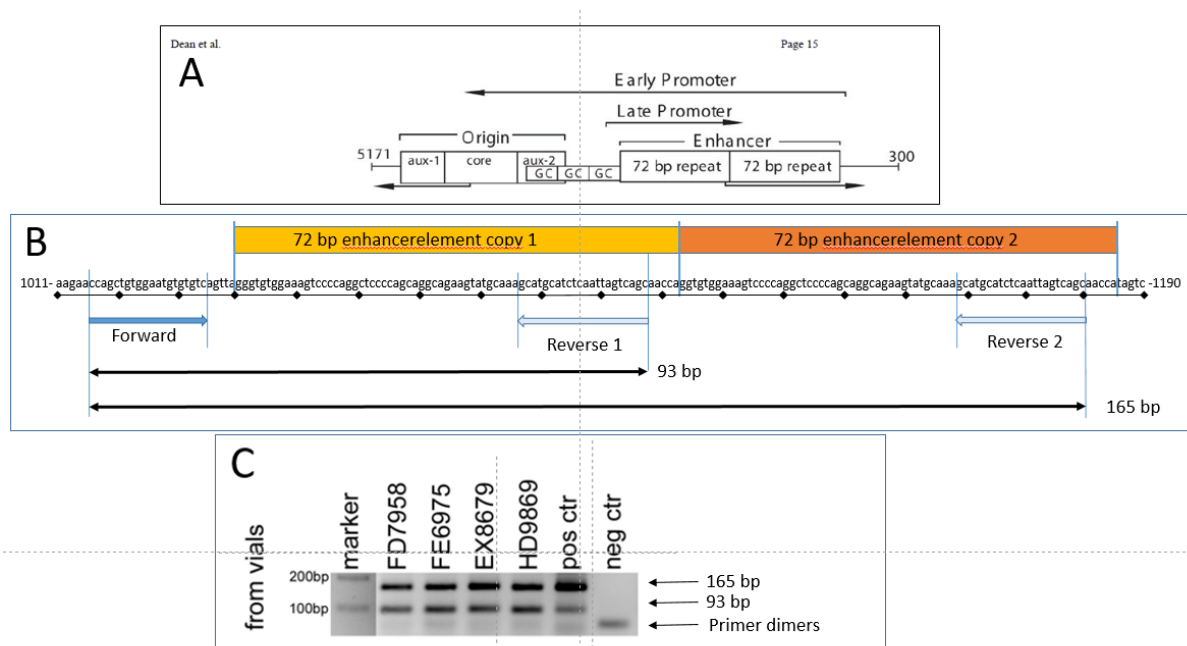 Dean et al. Page 15
A
Early Promoter
Late Promoter
Origin Enhancer
5171 aux-1 core aux-2 72 bp repeat 72 bp repeat 300
GC GC GC
B
72 bp enhancerelement copy 1 72 bp enhancerelement copy 2
1011- aagaaccagctgtggaatgtgtgtcagttagggtgtggaaagtccccaggctccccagcaggcagaagtatgcaaagcatgcatctcaattagtcagcaaccaggtgtggaaagtccccaggctccccagcaggcagaagtatgcaaagcatgcatctcaattagtcagcaaccatagtc -1190
Forward Reverse 1 Reverse 2
93 bp
165 bp
C
from vials
marker
FD7958
FE6975
EX8679
HD9869
pos ctr
neg ctr
200bp 165 bp
100bp 93 bp
Primer dimers